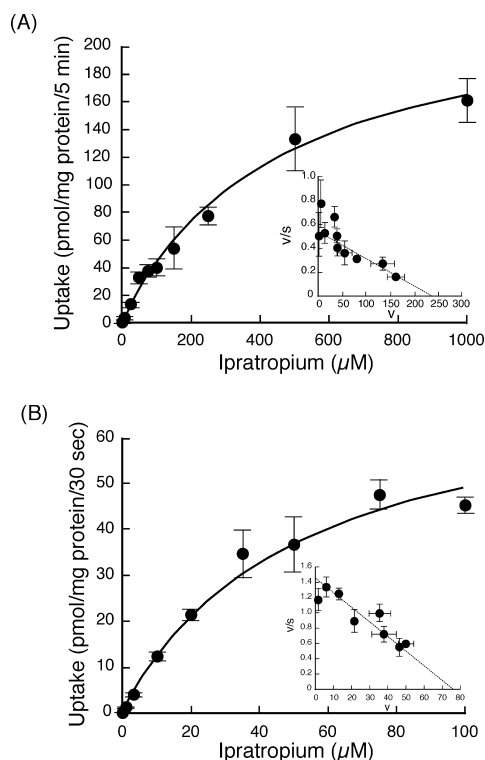 (A)
200
180
160
140
120
100
80
60
40
20
0
Uptake (pmol/mg protein/5 min)
0 200 400 600 800 1000
Ipratropium (μM)
1.0
0.8
0.6
0.4
0.2
0
v/s
0 50 100 150 200 250 300
v
(B)
60
50
40
30
20
10
0
Uptake (pmol/mg protein/30 sec)
0 20 40 60 80 100
Ipratropium (μM)
1.6
1.4
1.2
1.0
0.8
0.6
0.4
0.2
0
v/s
0 10 20 30 40 50 60 70 80
v